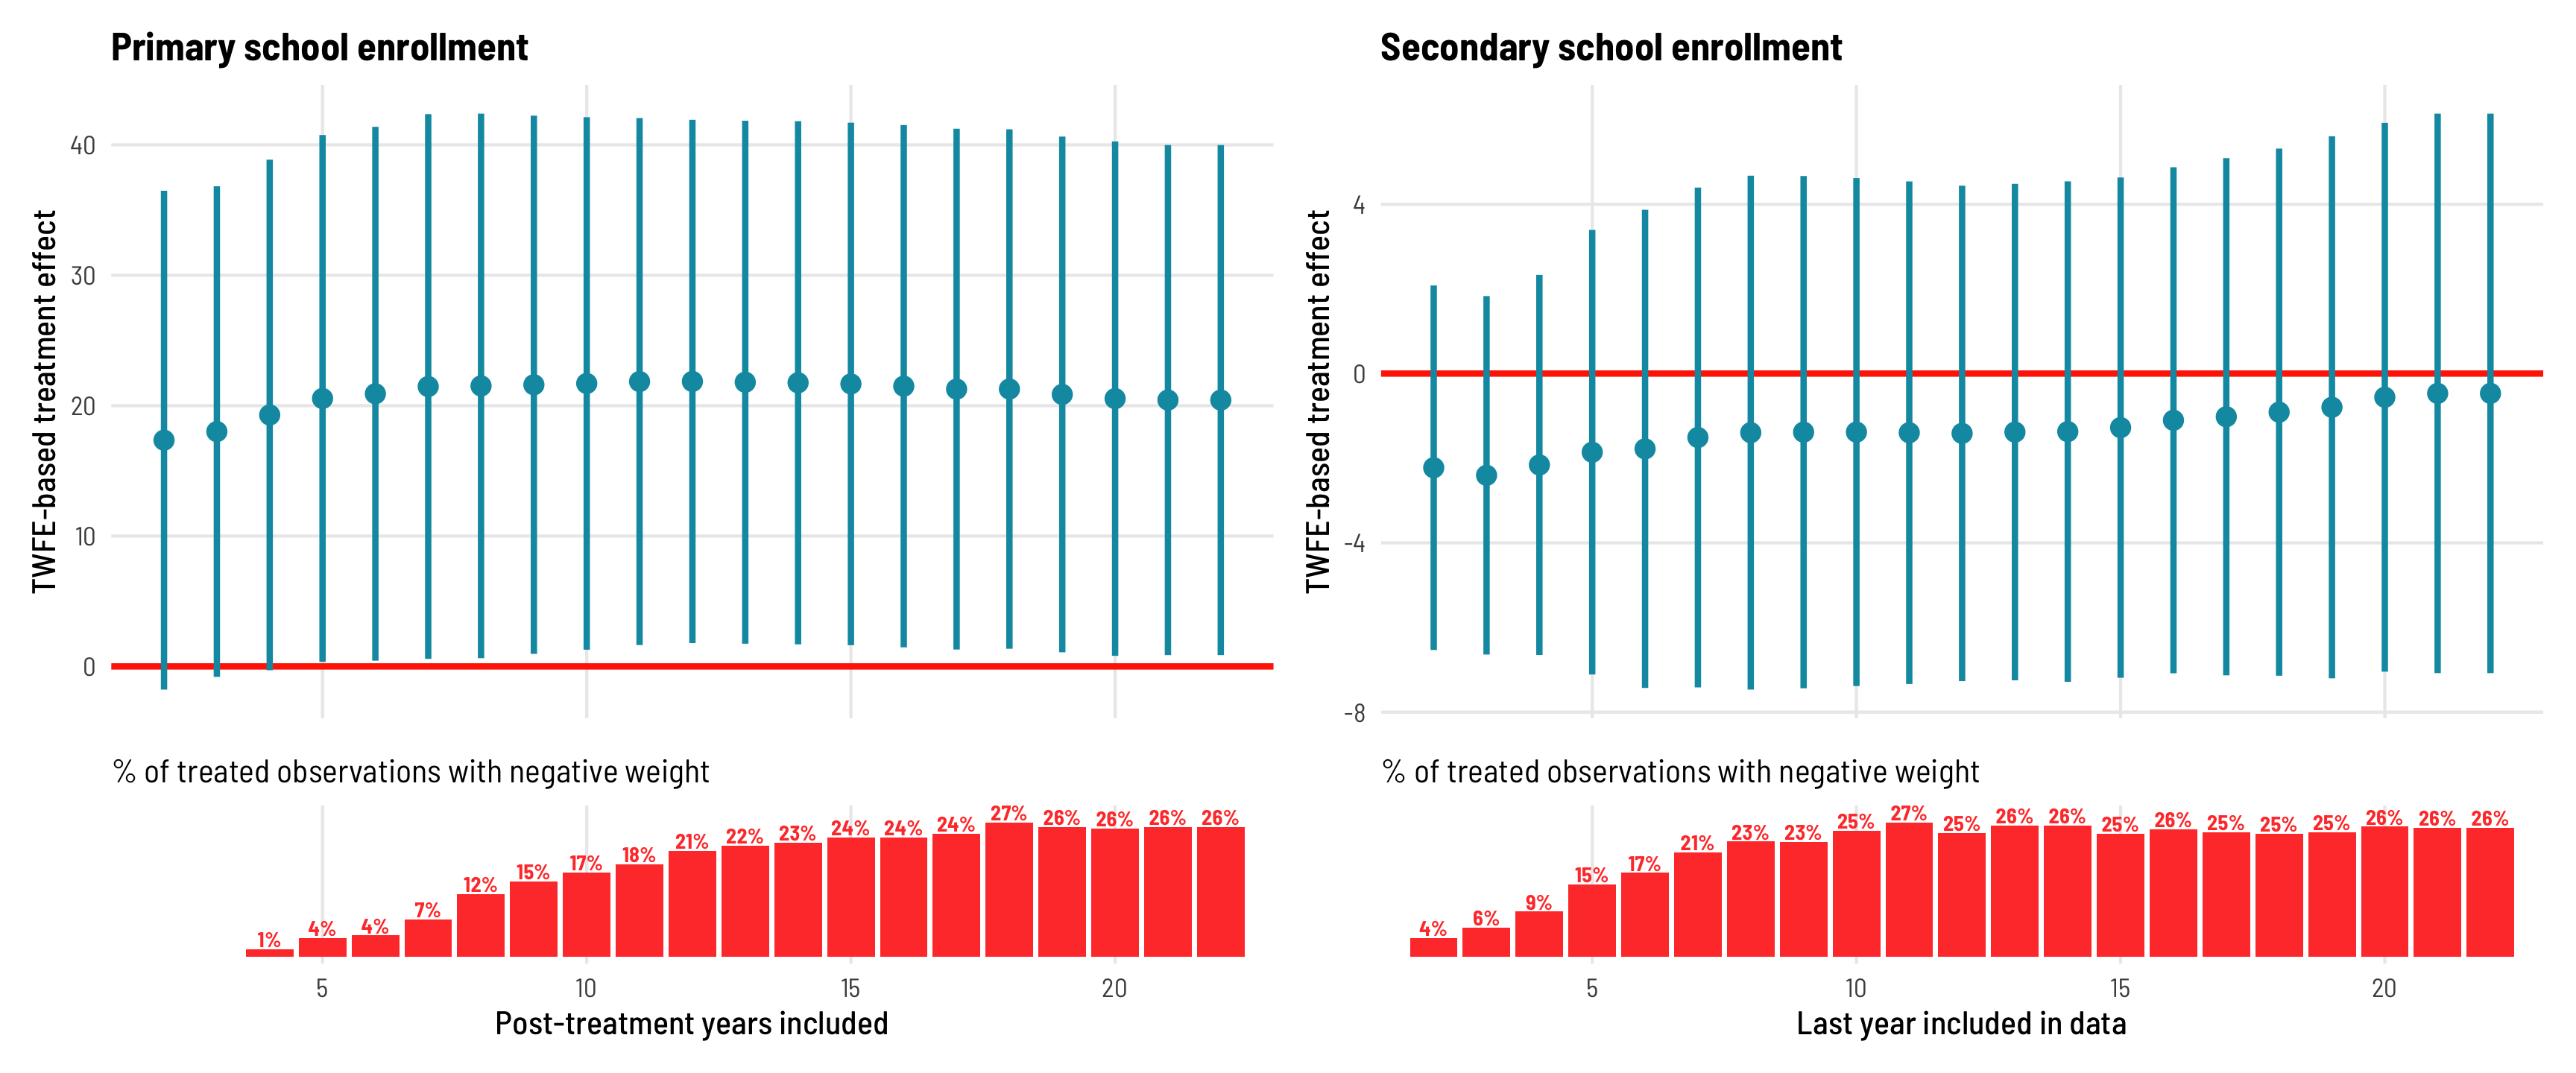 Primary school enrollment
TWFE-based treatment effect
40
30
20
10
0
% of treated observations with negative weight
1% 4% 4% 7% 12% 15% 17% 18% 21% 22% 23% 24% 24% 24% 27% 26% 26% 26% 26%
5 10 15 20
Post-treatment years included
Secondary school enrollment
TWFE-based treatment effect
4
0
-4
-8
% of treated observations with negative weight
4% 6% 9% 15% 17% 21% 23% 23% 25% 27% 25% 26% 26% 25% 26% 25% 25% 25% 26% 26% 26%
5 10 15 20
Last year included in data